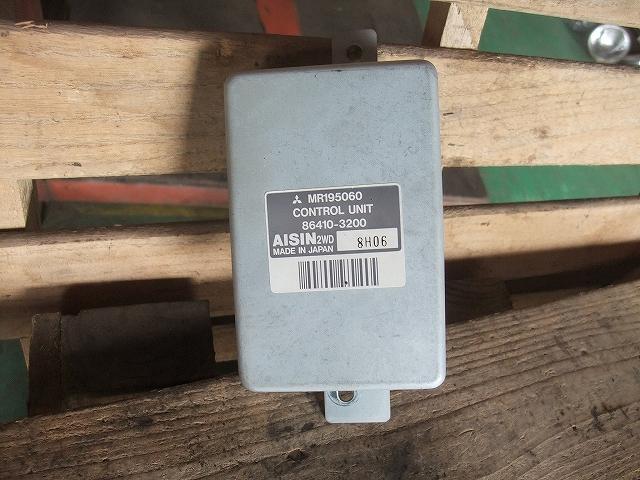 MR195060
CONTROL UNIT
86410-3200
AISIN 2WD 8H06
MADE IN JAPAN